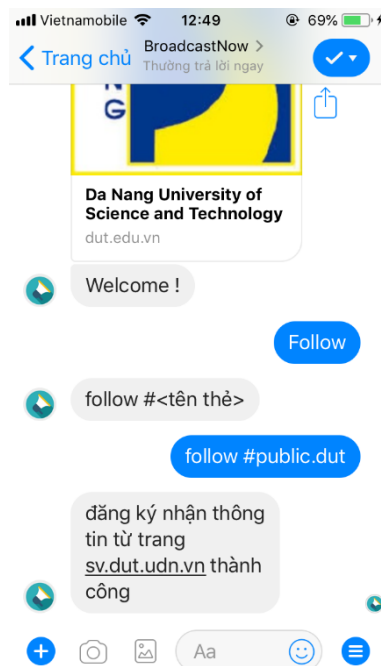 Vietnamobile 12:49 69%
Trang chủ
BroadcastNow >
Thường trả lời ngay
N
G
Da Nang University of
Science and Technology
dut.edu.vn
Welcome !
Follow
follow #<tên thẻ>
follow #public.dut
đăng ký nhận thông
tin từ trang
sv.dut.udn.vn thành
công
Aa